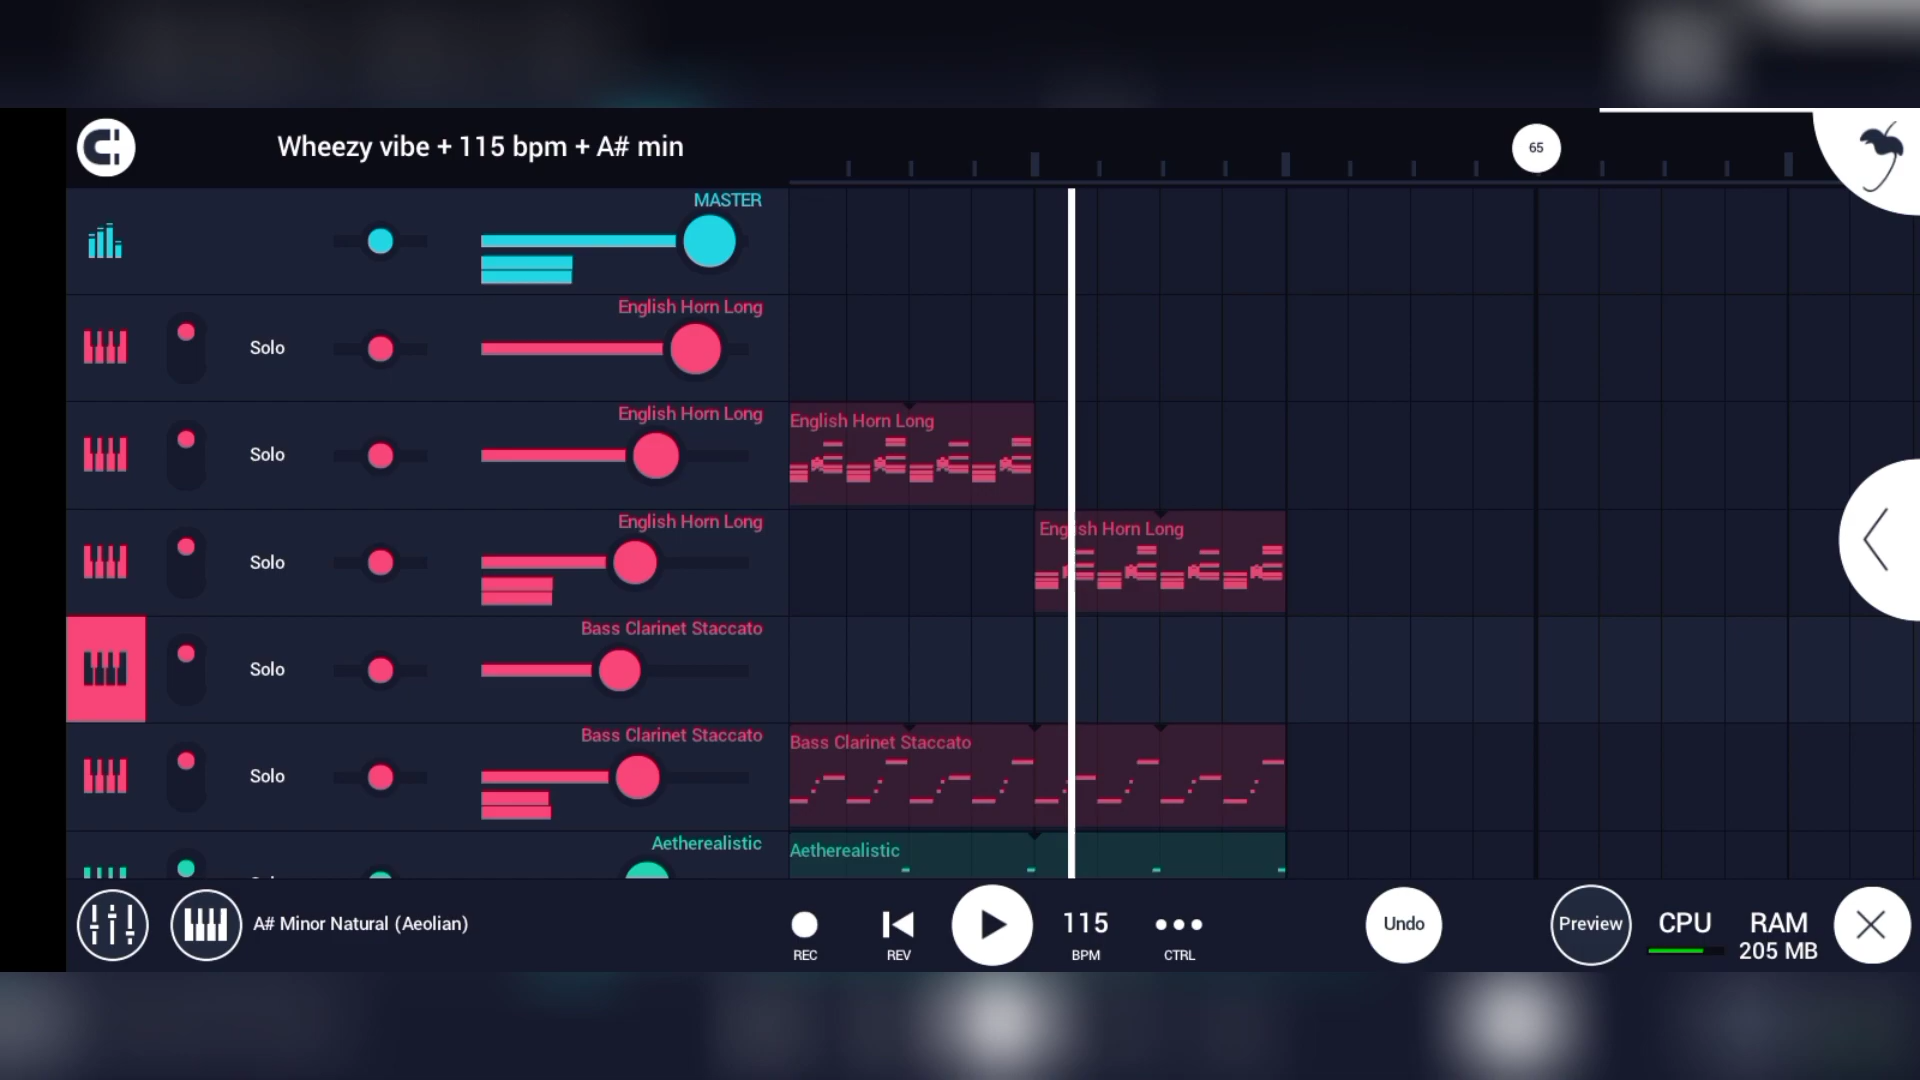 Wheezy vibe + 115 bpm + A# min
65
MASTER
English Horn Long
Solo
English Horn Long
Solo
English Horn Long
English Horn Long
Solo
English Horn Long
Bass Clarinet Staccato
Solo
Bass Clarinet Staccato
Solo
Bass Clarinet Staccato
Aetherealistic
Aetherealistic
A# Minor Natural (Aeolian)
REC
REV
115
BPM
CTRL
Undo
Preview
CPU
RAM
205 MB